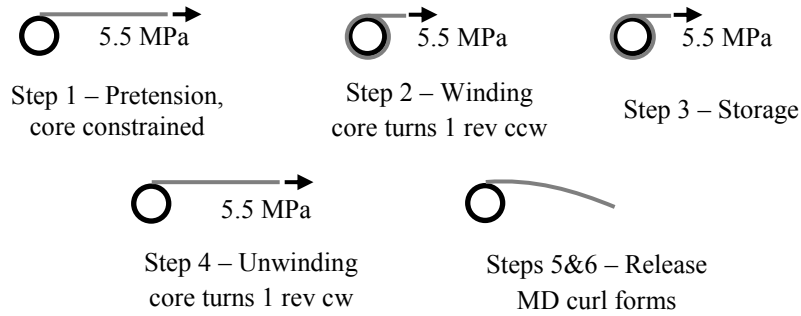 5.5 MPa
Step 1 – Pretension,
core constrained
5.5 MPa
Step 2 – Winding
core turns 1 rev ccw
5.5 MPa
Step 3 – Storage
5.5 MPa
Step 4 – Unwinding
core turns 1 rev cw
Steps 5&6 – Release
MD curl forms